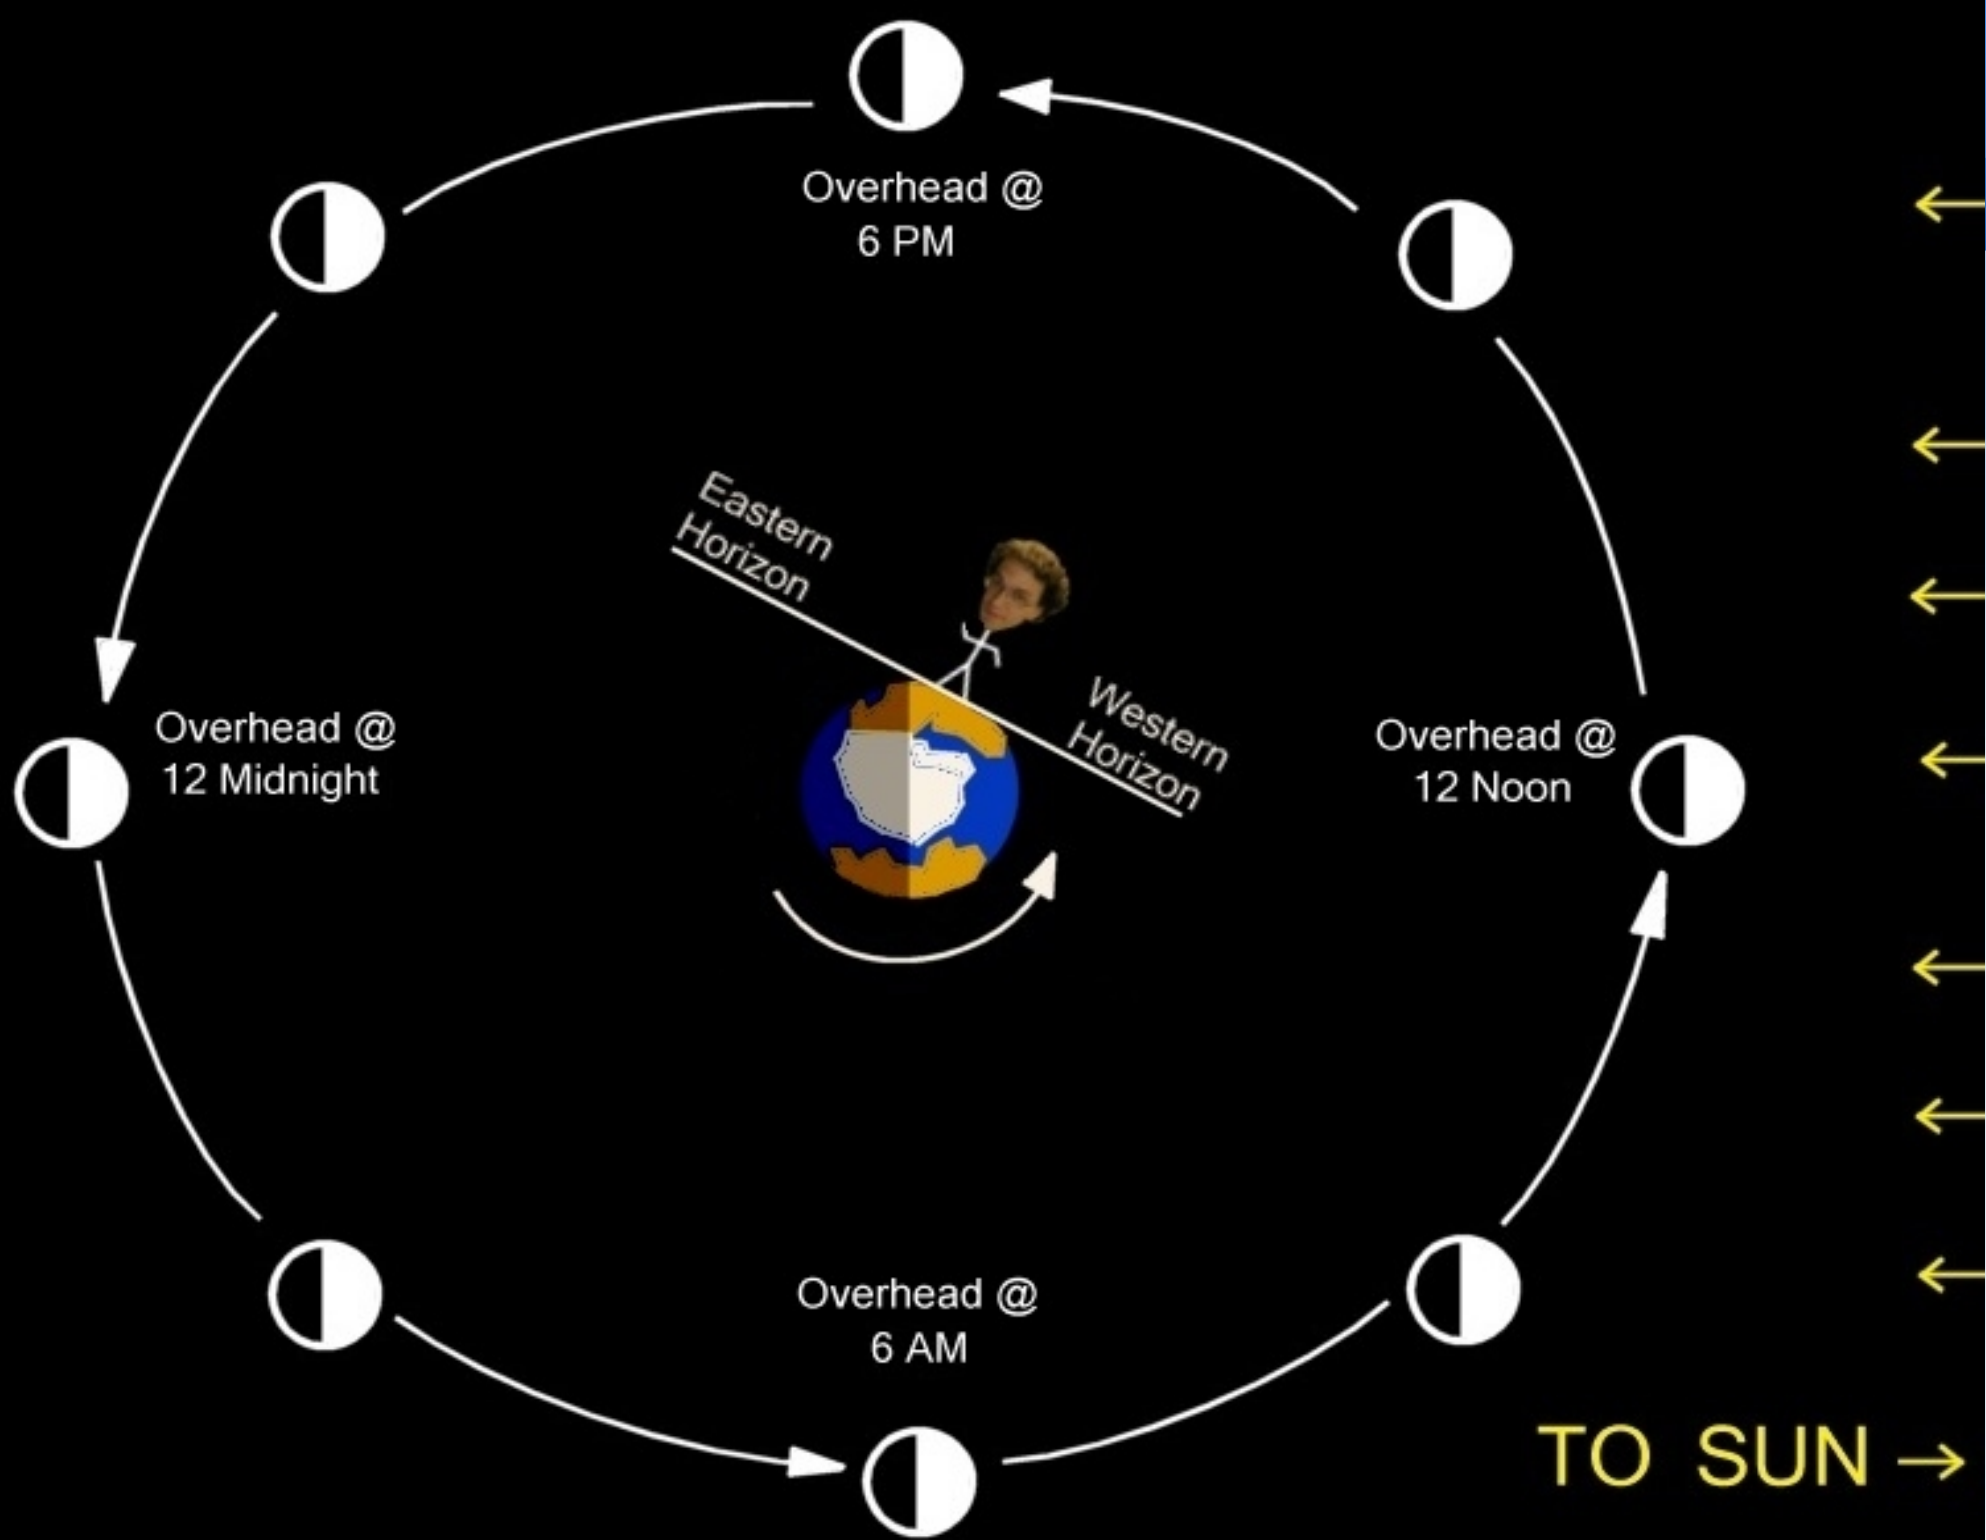 Overhead @
6 PM
Eastern
Horizon
Western
Horizon
Overhead @
12 Midnight
Overhead @
12 Noon
Overhead @
6 AM
TO SUN →